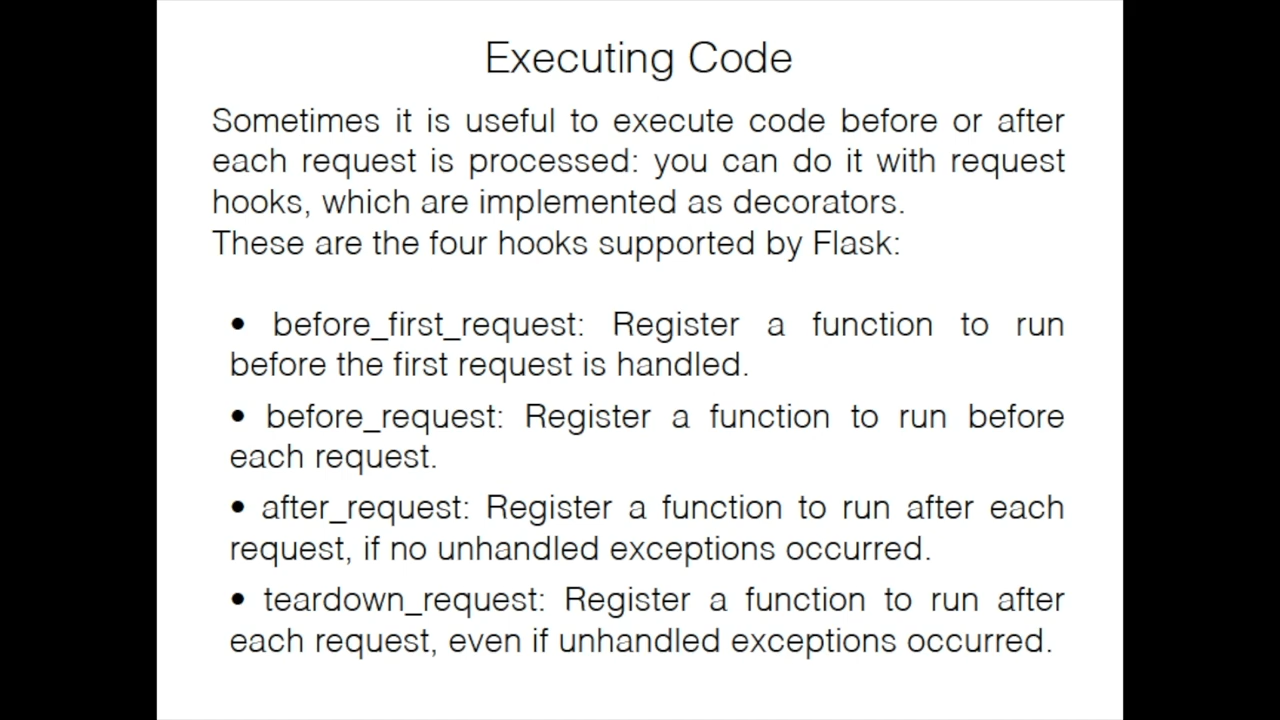 Executing Code
Sometimes it is useful to execute code before or after
each request is processed: you can do it with request
hooks, which are implemented as decorators.
These are the four hooks supported by Flask:
• before_first_request: Register a function to run
before the first request is handled.
• before_request: Register a function to run before
each request.
• after_request: Register a function to run after each
request, if no unhandled exceptions occurred.
• teardown_request: Register a function to run after
each request, even if unhandled exceptions occurred.